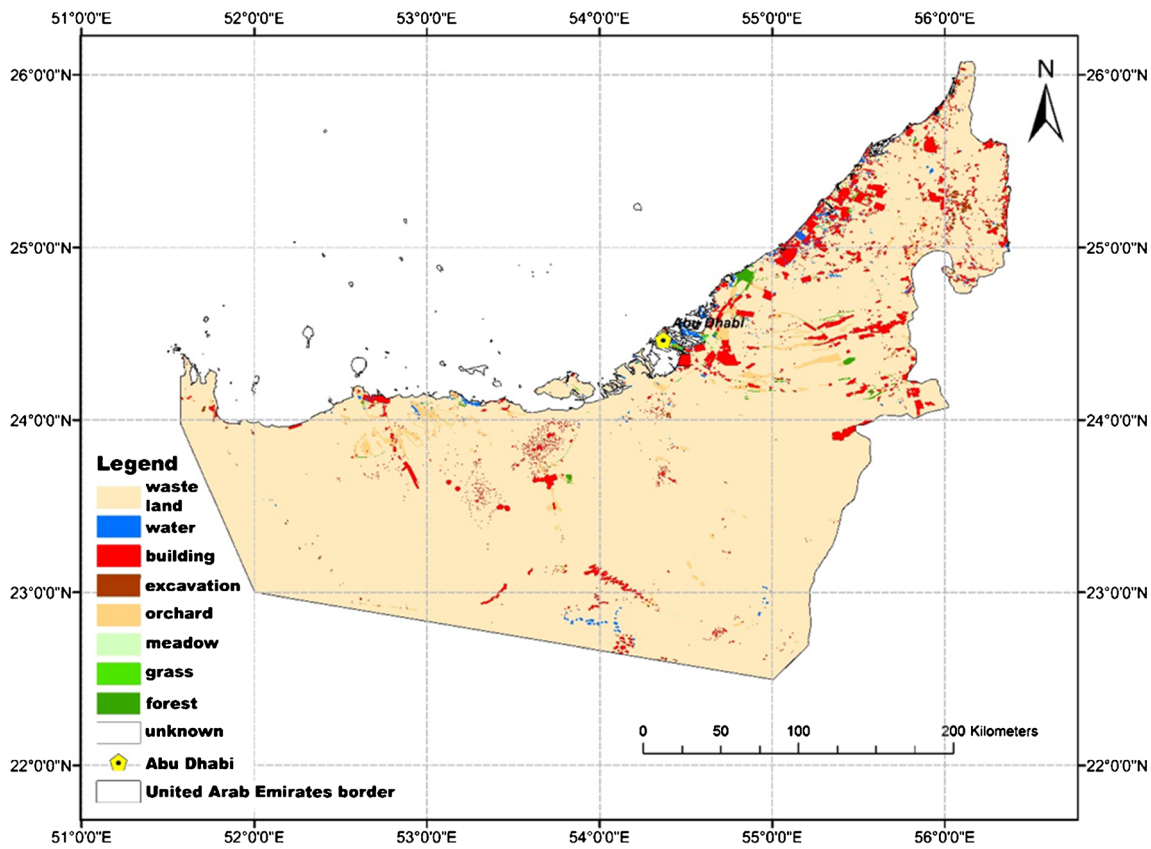 51°0'0"E 52°0'0"E 53°0'0"E 54°0'0"E 55°0'0"E 56°0'0"E
26°0'0"N 26°0'0"N
N
25°0'0"N 25°0'0"N
Abu Dhabi
24°0'0"N 24°0'0"N
Legend
waste
land
water
building
excavation
orchard
meadow
grass
forest
unknown
Abu Dhabi
United Arab Emirates border
23°0'0"N 23°0'0"N
0 50 100 200 Kilometers
22°0'0"N 22°0'0"N
51°0'0"E 52°0'0"E 53°0'0"E 54°0'0"E 55°0'0"E 56°0'0"E